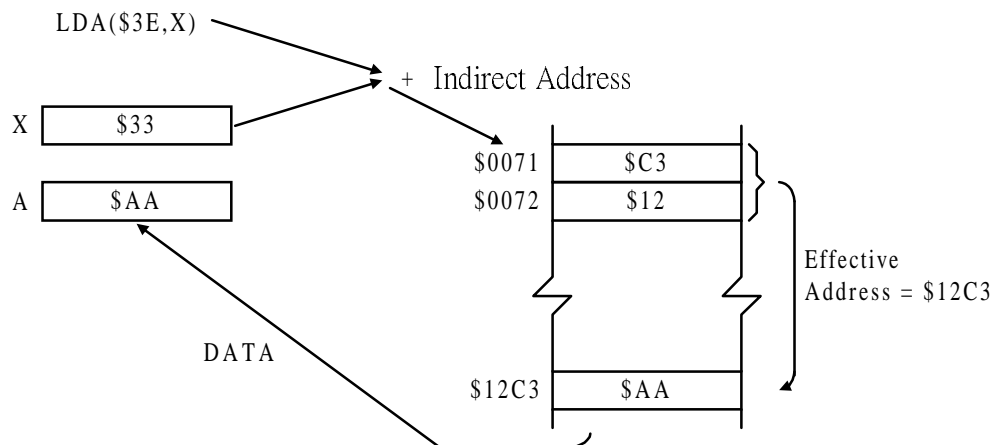 LDA($3E,X)
+ Indirect Address
X $33
$0071 $C3
A $AA
$0072 $12
Effective
Address = $12C3
DATA
$12C3 $AA